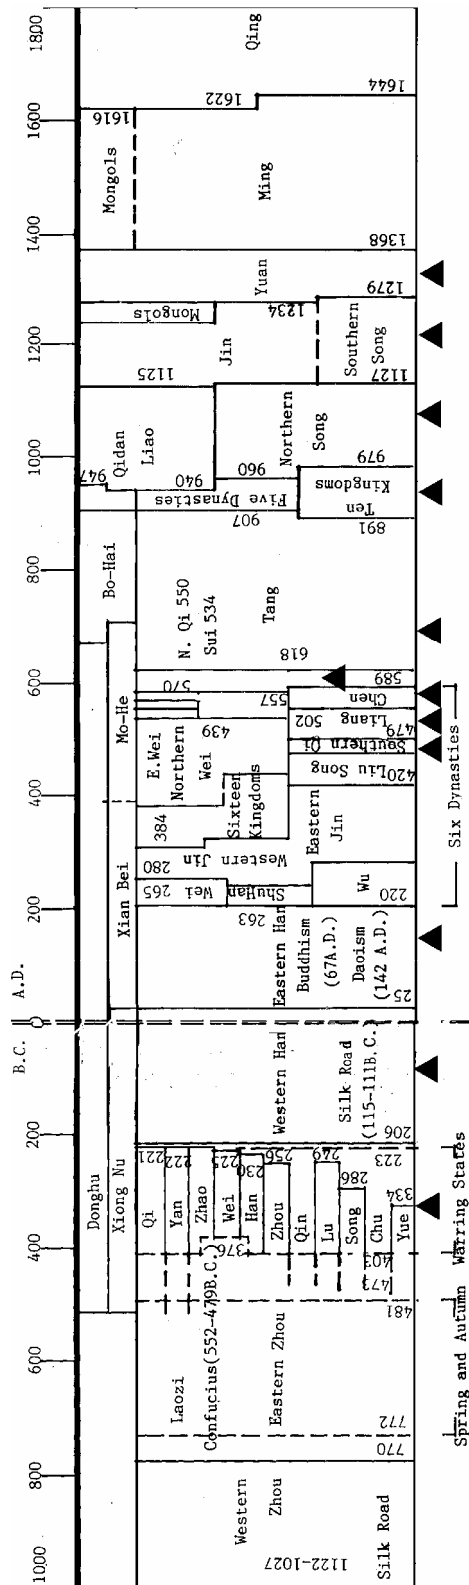 1000
800
600
400
200
0
200
400
600
800
1000
1200
1400
1600
1800
B.C.
A.D.
Donghu
Xiong Nu
Xian Bei
Mo-He
Bo-Hai
947
Qidan
Liao
940
1125
Mongols
Mongols
1616
1622
Qing
1644
Ming
1368
Yuan
1279
1234
Jin
Southern
Song
1127
Northern
Song
960
979
Five Dynasties
907
Ten
Kingdoms
891
Tang
N. Qi 550
Sui 534
618
589
570
557
Chen
502
Liang
479
Southern
Qi
Liu Song
420
439
E.Wei
Northern
Wei
Sixteen
Kingdoms
384
Eastern
Jin
Western Jin
280
265
Wei
ShuHan
263
Wu
220
Six Dynasties
Eastern Han
Buddhism
(67A.D.)
Daoism
(142 A.D.)
25
Western Han
Silk Road
(115-111B.C.)
206
221
222
225
230
256
249
286
223
334
Qi
Yan
Zhao
Wei
Han
Zhou
Qin
Lu
Song
Chu
Yue
376
403
473
481
Warring States
Laozi
Confucius(552-479B.C.)
Eastern Zhou
772
770
Spring and Autumn
Western
Zhou
1122-1027
Silk Road